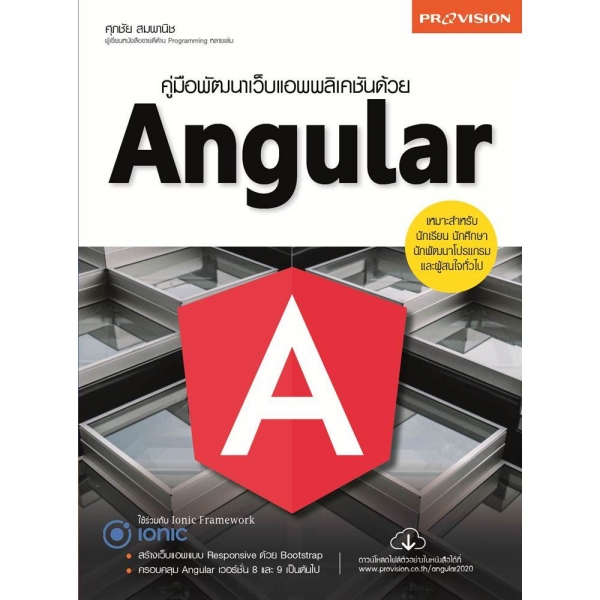 PROVISION
ศุภชัย สมพานิช
ผู้เขียนหนังสือขายดีด้าน Programming หลายเล่ม
คู่มือพัฒนาเว็บแอพพลิเคชันด้วย
Angular
เหมาะสำหรับ
นักเรียน นักศึกษา
นักพัฒนาโปรแกรม
และผู้สนใจทั่วไป
A
ใช้ร่วมกับ Ionic Framework
ionic
• สร้างเว็บแอพแบบ Responsive ด้วย Bootstrap
• ครอบคลุม Angular เวอร์ชั่น 8 และ 9 เป็นต้นไป
ดาวน์โหลดไฟล์ตัวอย่างในหนังสือได้ที่
www.provision.co.th/angular2020